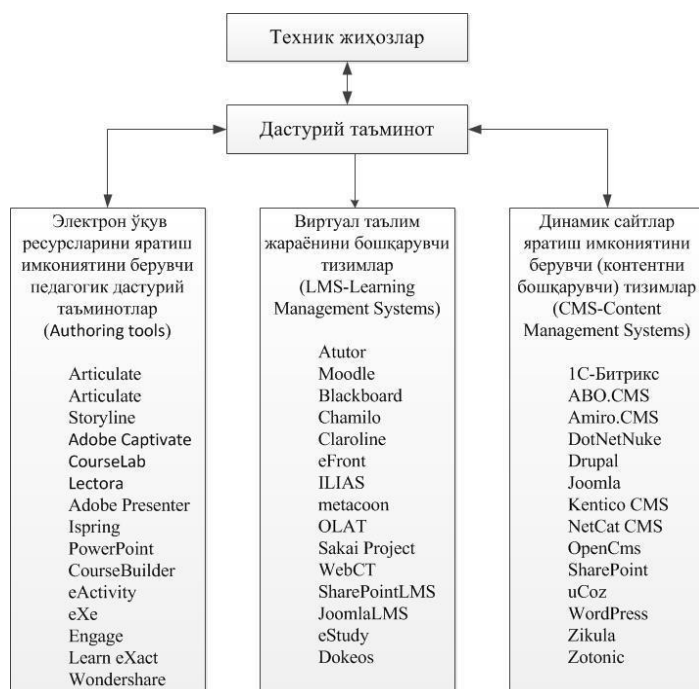 Техник жиҳозлар
Дастурий таъминот
Электрон ўқув
ресурсларини яратиш
имкониятини берувчи
педагогик дастурий
таъминотлар
(Authoring tools)
Articulate
Articulate
Storyline
Adobe Captivate
CourseLab
Lectora
Adobe Presenter
Ispring
PowerPoint
CourseBuilder
eActivity
eXe
Engage
Learn eXact
Wondershare
Виртуал таълим
жараёнини бошқарувчи
тизимлар
(LMS-Learning
Management Systems)
Atutor
Moodle
Blackboard
Chamilo
Claroline
eFront
ILIAS
metacoon
OLAT
Sakai Project
WebCT
SharePointLMS
JoomlaLMS
eStudy
Dokeos
Динамик сайтлар
яратиш имкониятини
берувчи (контентни
бошқарувчи) тизимлар
(CMS-Content
Management Systems)
1С-Битрикс
ABO.CMS
Amiro.CMS
DotNetNuke
Drupal
Joomla
Kentico CMS
NetCat CMS
OpenCms
SharePoint
uCoz
WordPress
Zikula
Zotonic